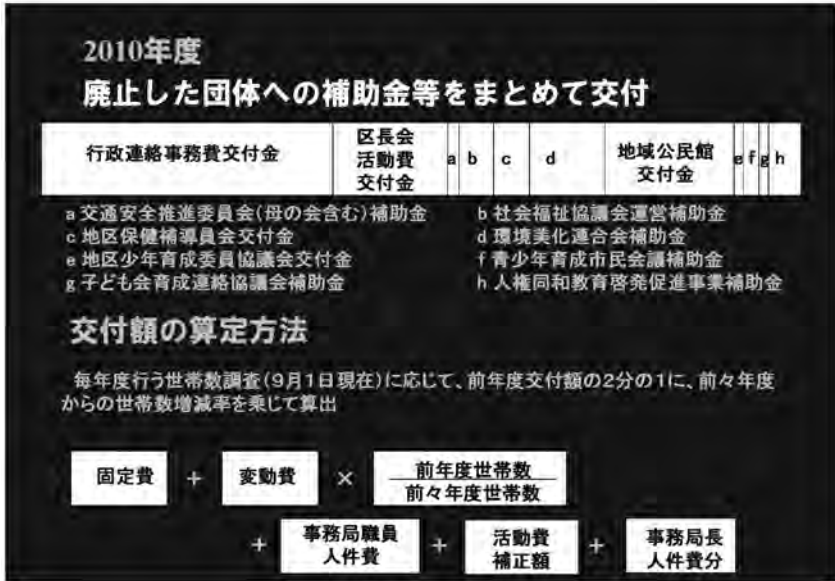 2010年度
廃止した団体への補助金等をまとめて交付
行政連絡事務費交付金
区長会
活動費
交付金
a b c d
地域公民館
交付金
e f g h
a 交通安全推進委員会(母の会含む)補助金
b 社会福祉協議会運営補助金
c 地区保健補導員会交付金
d 環境美化連合会補助金
e 地区少年育成委員協議会交付金
f 青少年育成市民会議補助金
g 子ども会育成連絡協議会補助金
h 人権同和教育啓発促進事業補助金
交付額の算定方法
毎年度行う世帯数調査(9月1日現在)に応じて、前年度交付額の2分の1に、前々年度
からの世帯数増減率を乗じて算出
固定費 + 変動費 × 前年度世帯数
前々年度世帯数
+ 事務局職員
人件費
+ 活動費
補正額
+ 事務局長
人件費分